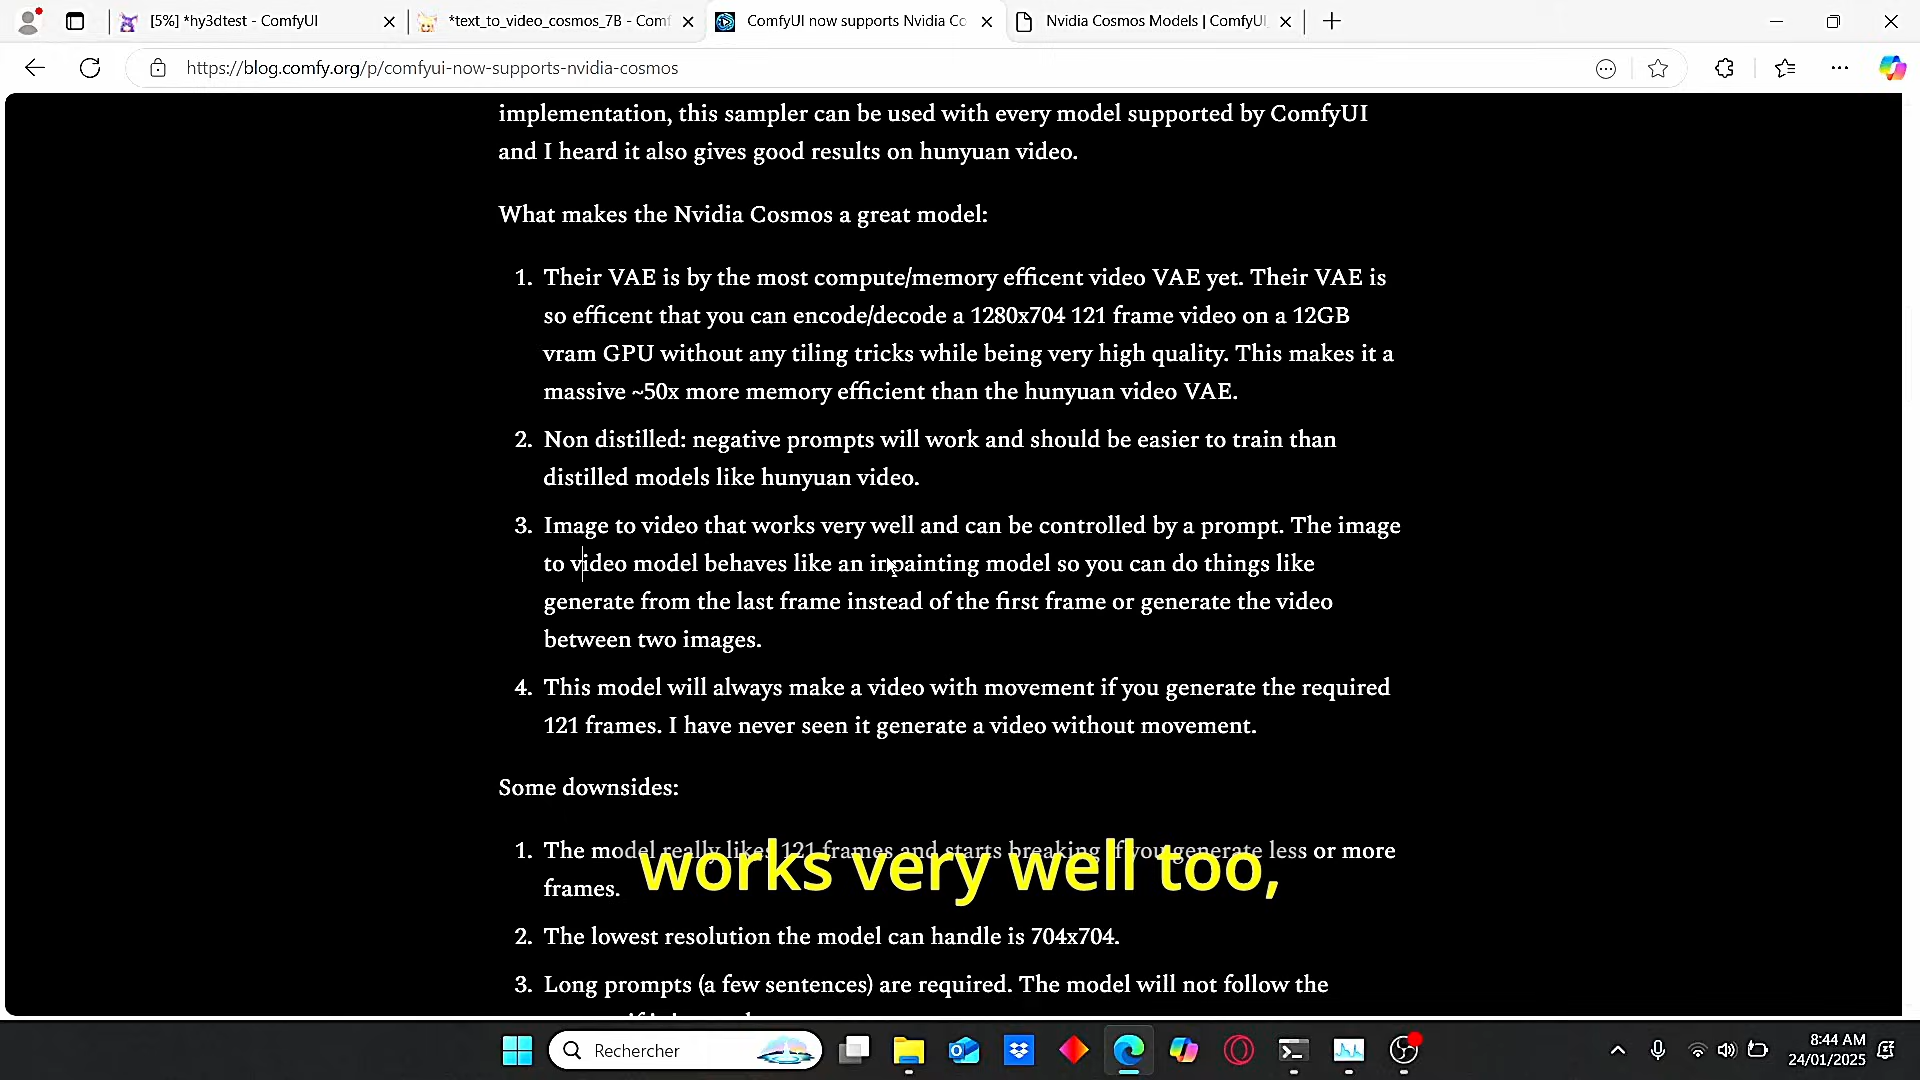 [5%] *hy3dtest - ComfyUI
*text_to_video_cosmos_7B - Comf
ComfyUI now supports Nvidia Co
Nvidia Cosmos Models | ComfyUI_
https://blog.comfy.org/p/comfyui-now-supports-nvidia-cosmos
implementation, this sampler can be used with every model supported by ComfyUI
and I heard it also gives good results on hunyuan video.
What makes the Nvidia Cosmos a great model:
1. Their VAE is by the most compute/memory efficent video VAE yet. Their VAE is
so efficent that you can encode/decode a 1280x704 121 frame video on a 12GB
vram GPU without any tiling tricks while being very high quality. This makes it a
massive ~50x more memory efficient than the hunyuan video VAE.
2. Non distilled: negative prompts will work and should be easier to train than
distilled models like hunyuan video.
3. Image to video that works very well and can be controlled by a prompt. The image
to video model behaves like an inpainting model so you can do things like
generate from the last frame instead of the first frame or generate the video
between two images.
4. This model will always make a video with movement if you generate the required
121 frames. I have never seen it generate a video without movement.
Some downsides:
1. The model really likes 121 frames and starts breaking if you generate less or more
frames.
works very well too,
2. The lowest resolution the model can handle is 704x704.
3. Long prompts (a few sentences) are required. The model will not follow the
Rechercher
8:44 AM
24/01/2025